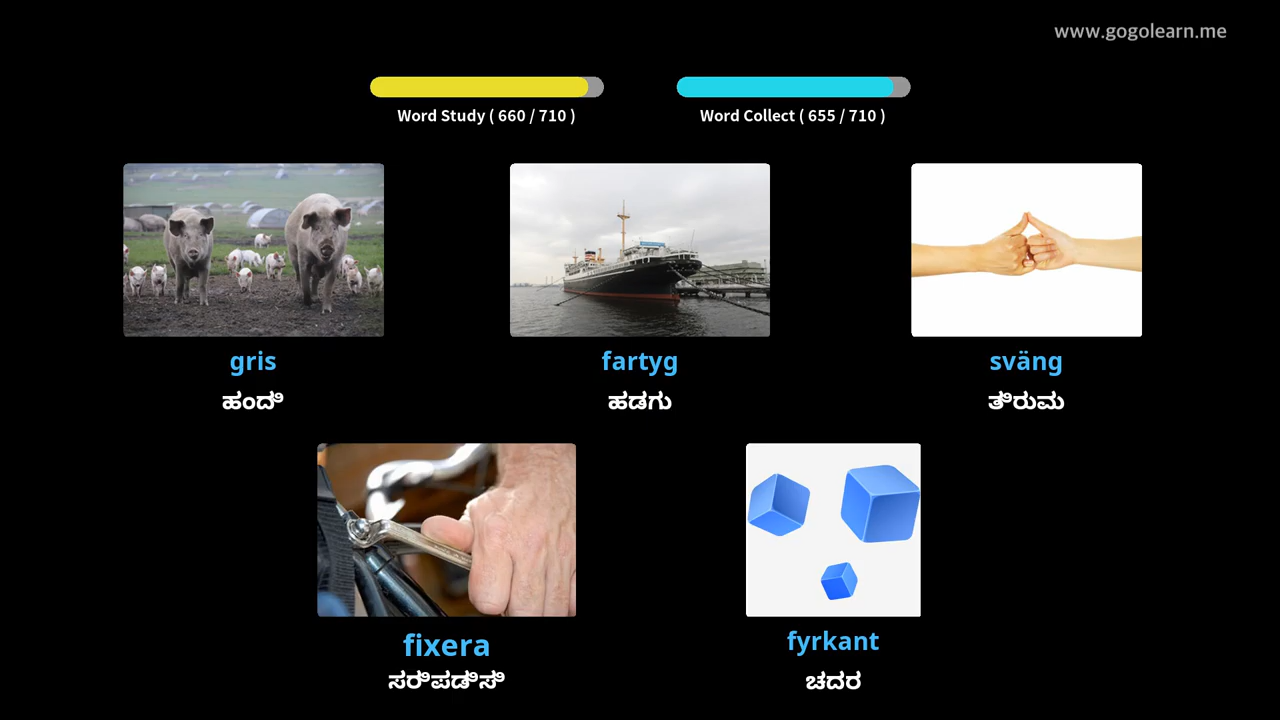 www.gogolearn.me
Word Study ( 660 / 710 )
Word Collect ( 655 / 710 )
gris
ಹಂದಿ
fartyg
ಹಡಗು
sväng
ತಿರುಮ
fixera
ಸರಿಪಡಿಸಿ
fyrkant
ಚದರ